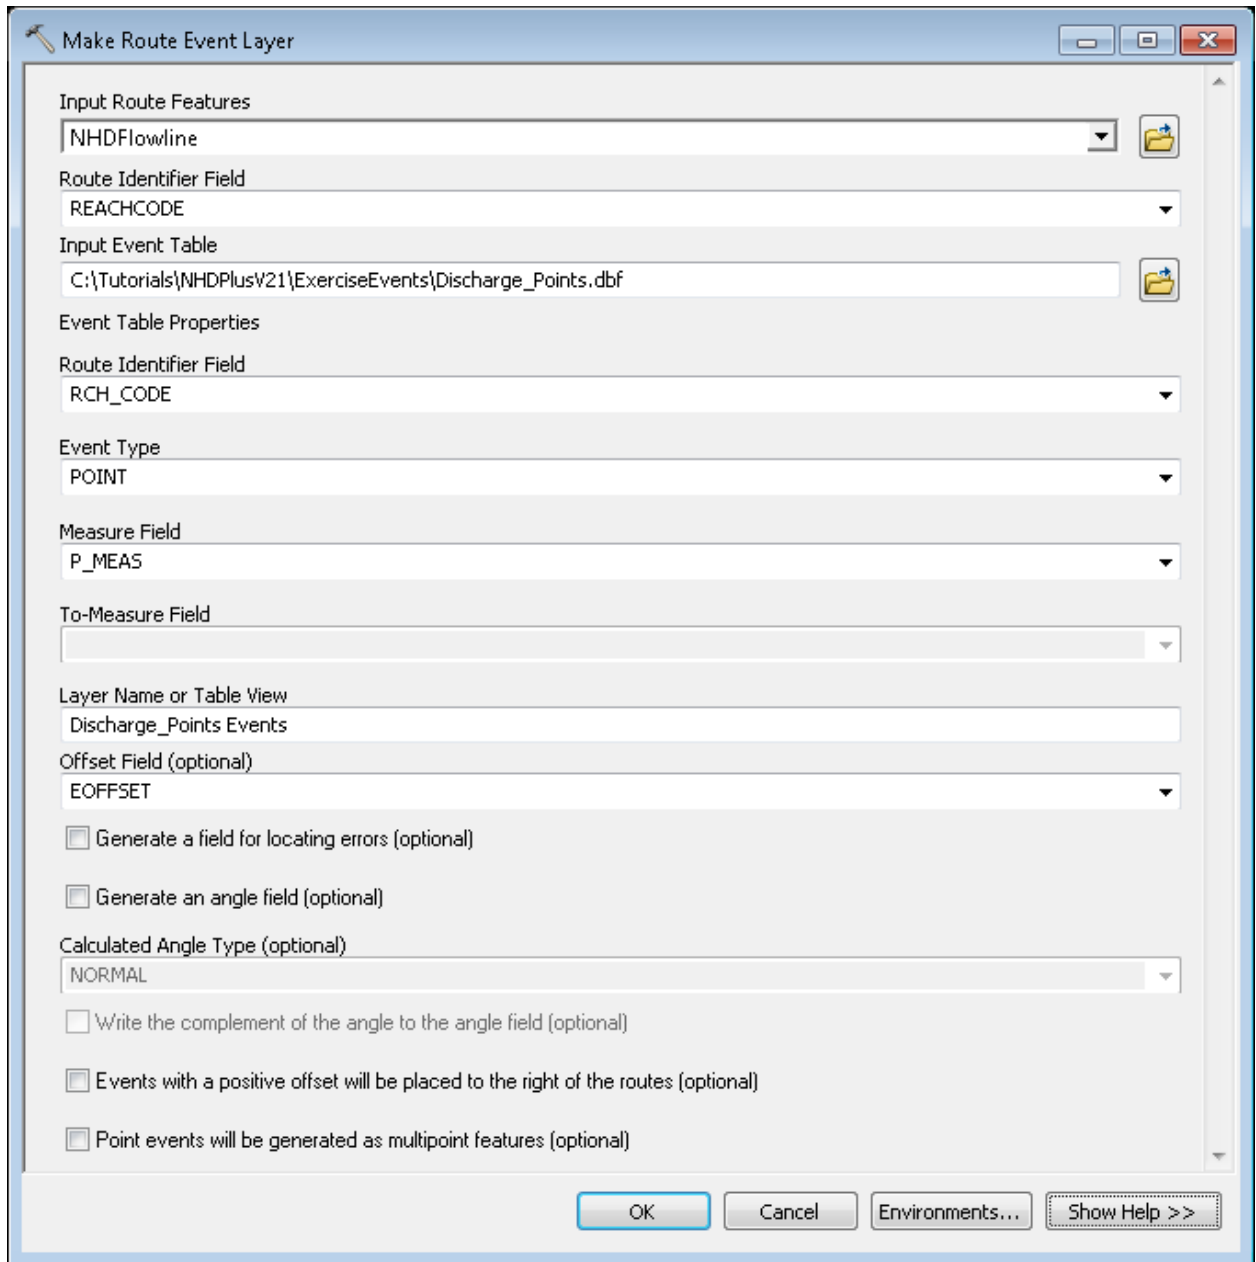 Make Route Event Layer
Input Route Features
NHDFlowline
Route Identifier Field
REACHCODE
Input Event Table
C:\Tutorials\NHDPlusV21\ExerciseEvents\Discharge_Points.dbf
Event Table Properties
Route Identifier Field
RCH_CODE
Event Type
POINT
Measure Field
P_MEAS
To-Measure Field
Layer Name or Table View
Discharge_Points Events
Offset Field (optional)
EOFFSET
Generate a field for locating errors (optional)
Generate an angle field (optional)
Calculated Angle Type (optional)
NORMAL
Write the complement of the angle to the angle field (optional)
Events with a positive offset will be placed to the right of the routes (optional)
Point events will be generated as multipoint features (optional)
OK Cancel Environments... Show Help >>